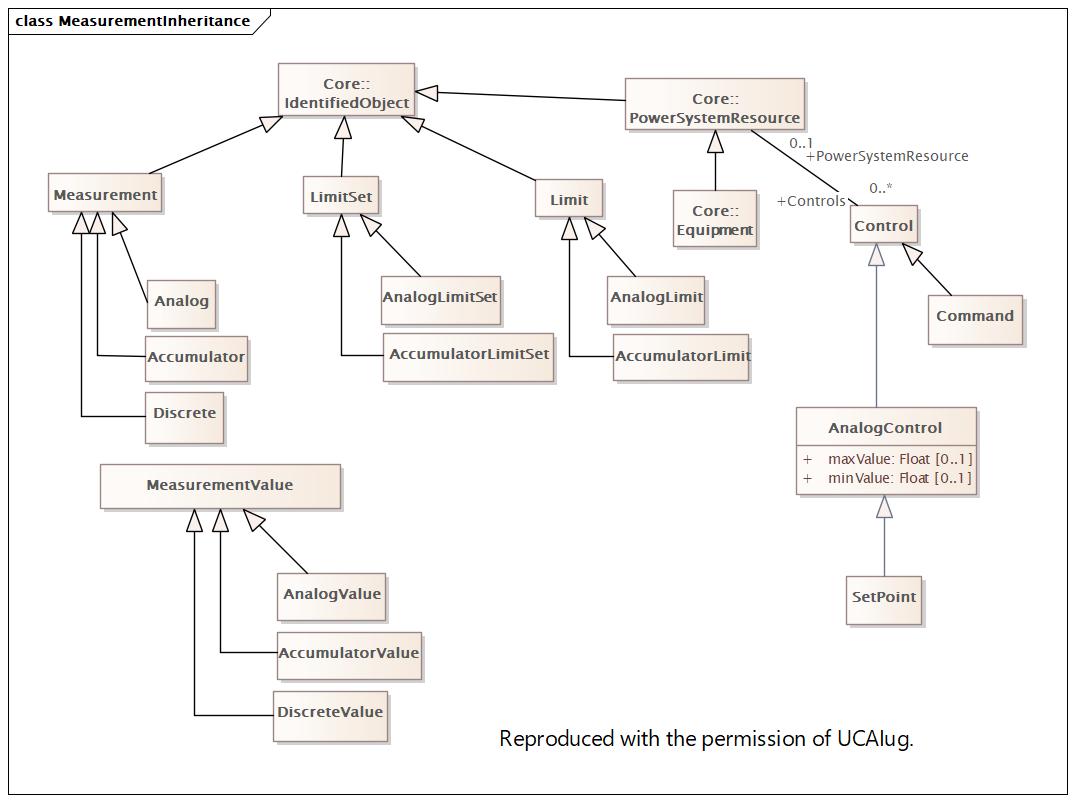 class MeasurementInheritance
Core::
IdentifiedObject
Core::
PowerSystemResource
0..1
+PowerSystemResource
0..*
+Controls
Measurement
LimitSet
Limit
Core::
Equipment
Control
Analog
AnalogLimitSet
AnalogLimit
Command
Accumulator
AccumulatorLimitSet
AccumulatorLimit
Discrete
AnalogControl
+ maxValue: Float [0..1]
+ minValue: Float [0..1]
MeasurementValue
AnalogValue
SetPoint
AccumulatorValue
DiscreteValue
Reproduced with the permission of UCAIug.